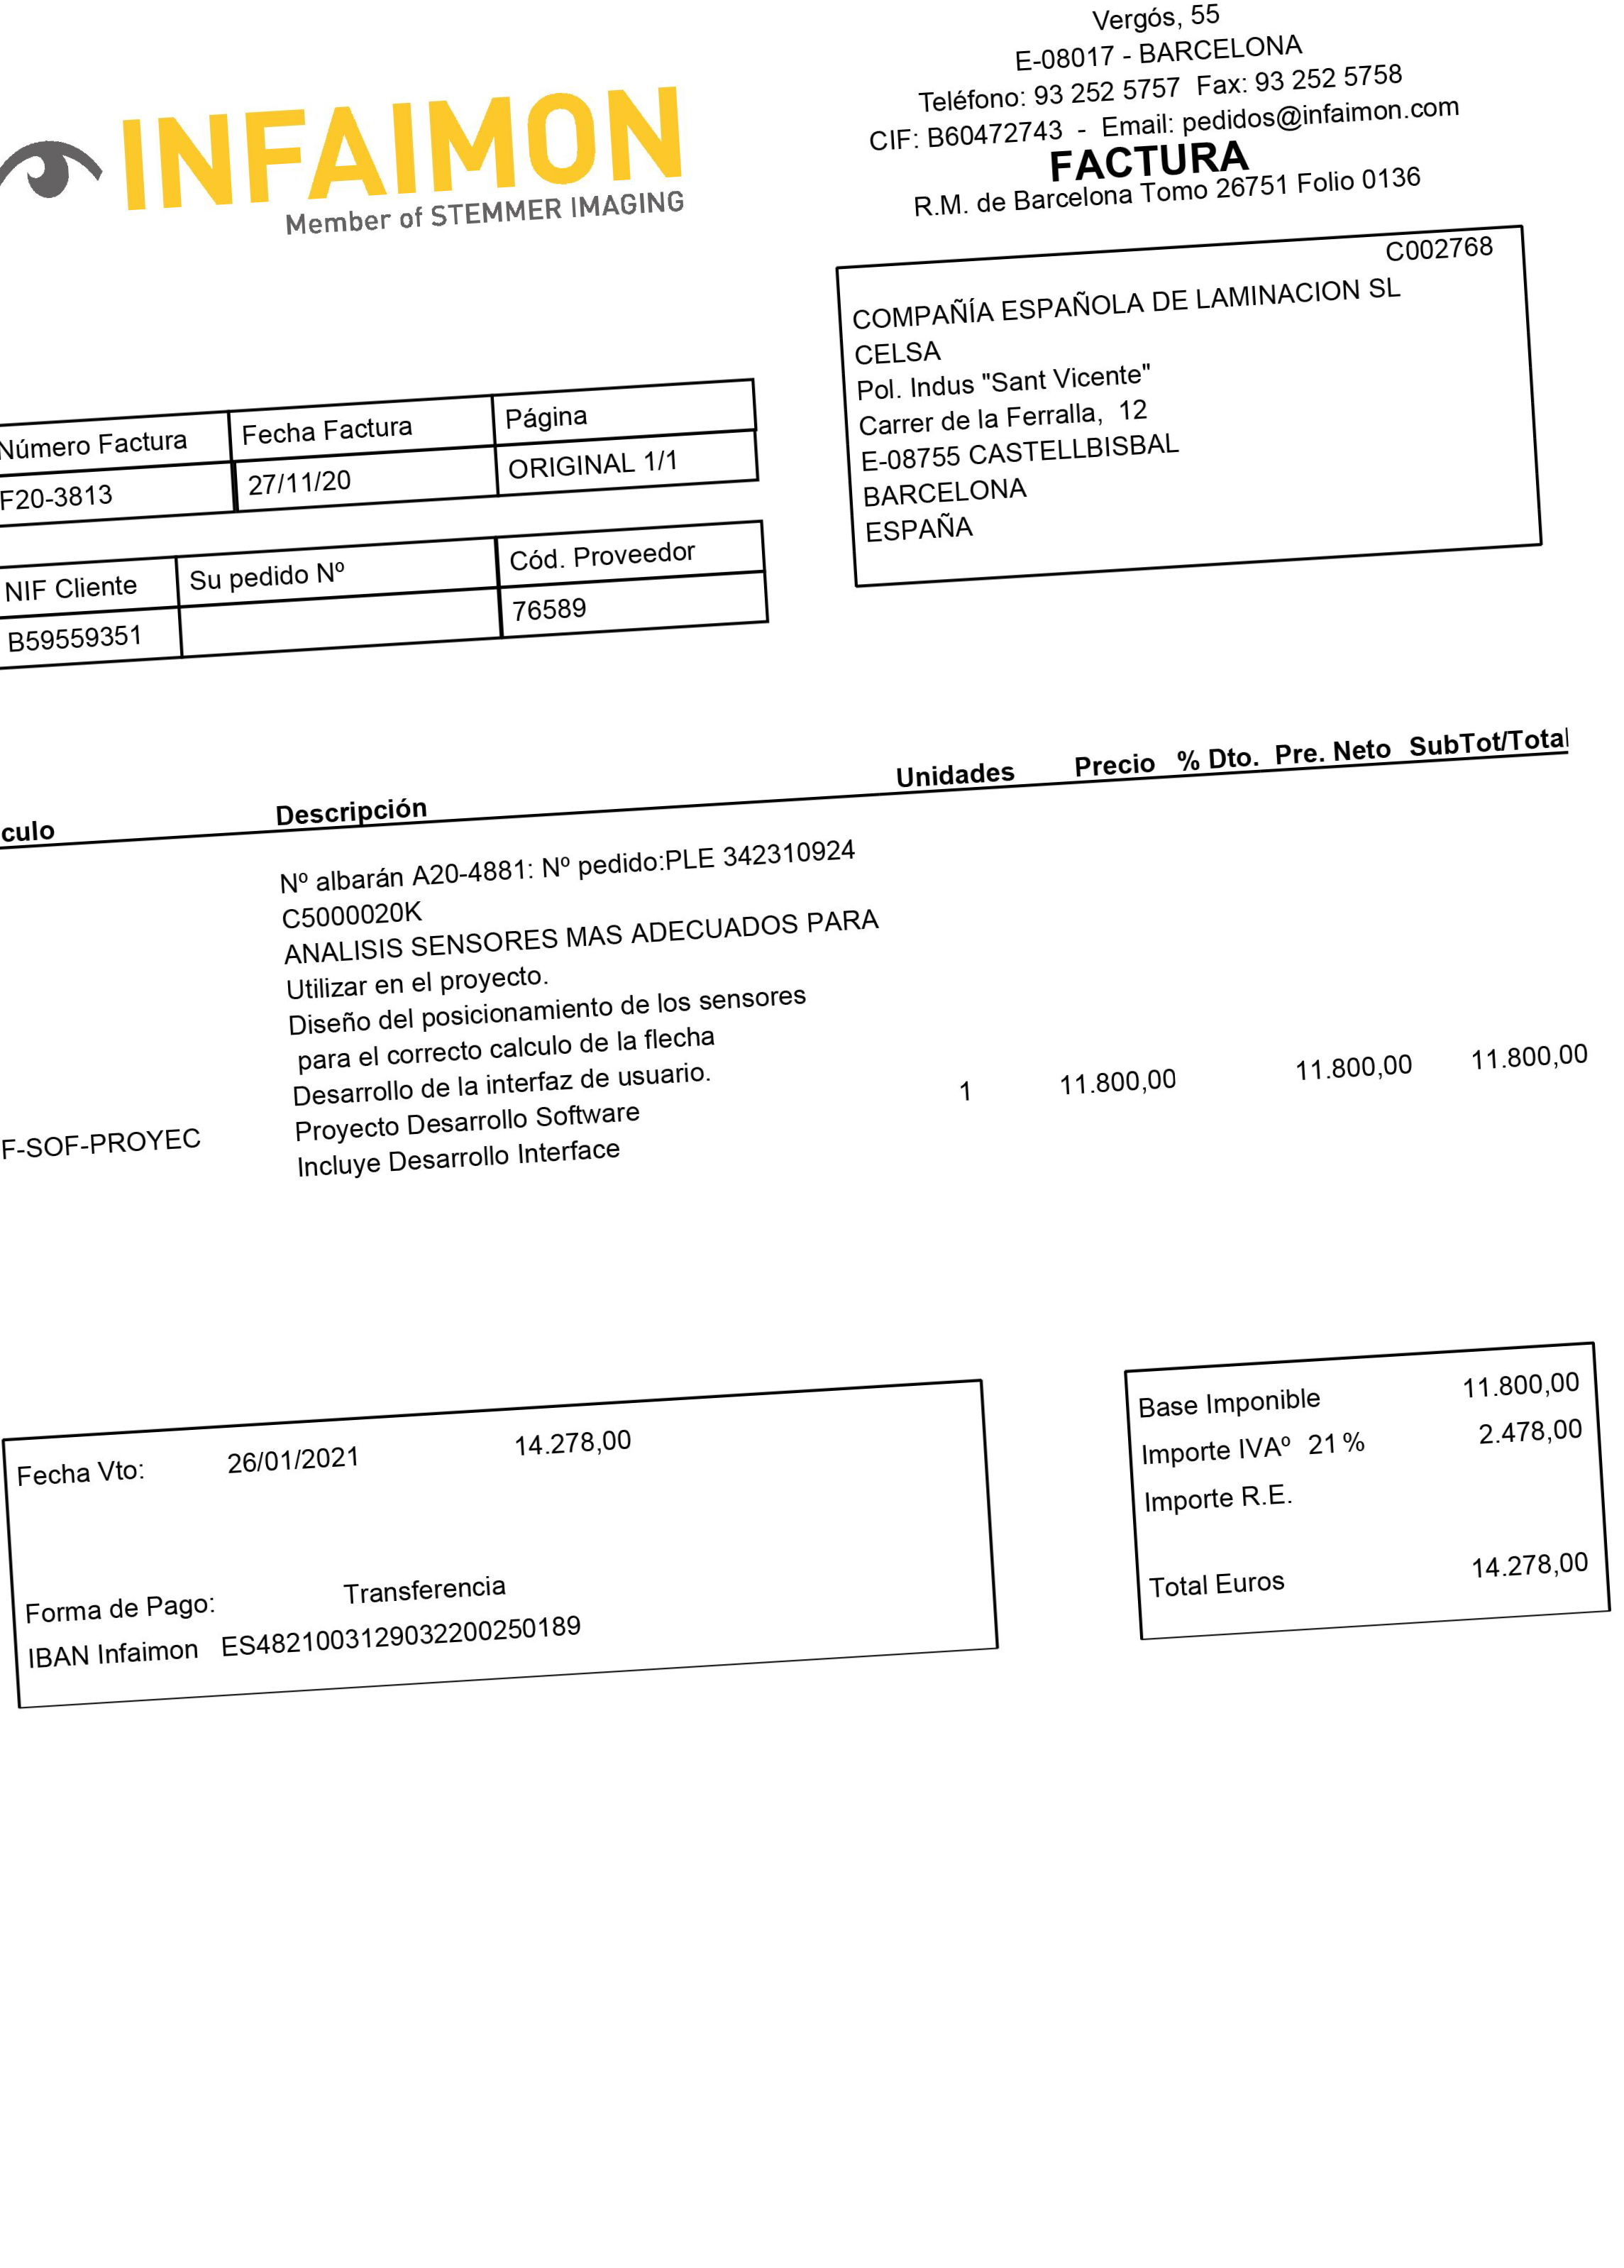 INFAIMON
Member of STEMMER IMAGING
Vergós, 55
E-08017 - BARCELONA
Teléfono: 93 252 5757 Fax: 93 252 5758
CIF: B60472743 - Email: pedidos@infaimon.com
FACTURA
R.M. de Barcelona Tomo 26751 Folio 0136
C002768
COMPAÑÍA ESPAÑOLA DE LAMINACION SL
CELSA
Pol. Indus "Sant Vicente"
Carrer de la Ferralla, 12
E-08755 CASTELLBISBAL
BARCELONA
ESPAÑA
Número Factura Fecha Factura Página
F20-3813 27/11/20 ORIGINAL 1/1
NIF Cliente Su pedido Nº Cód. Proveedor
B59559351 76589
culo Descripción Unidades Precio % Dto. Pre. Neto SubTot/Total
Nº albarán A20-4881: Nº pedido:PLE 342310924
C5000020K
ANALISIS SENSORES MAS ADECUADOS PARA
Utilizar en el proyecto.
Diseño del posicionamiento de los sensores
para el correcto calculo de la flecha
Desarrollo de la interfaz de usuario.
F-SOF-PROYEC Proyecto Desarrollo Software 1 11.800,00 11.800,00 11.800,00
Incluye Desarrollo Interface
Fecha Vto: 26/01/2021 14.278,00
Forma de Pago: Transferencia
IBAN Infaimon ES4821003129032200250189
Base Imponible 11.800,00
Importe IVAº 21 % 2.478,00
Importe R.E.
Total Euros 14.278,00